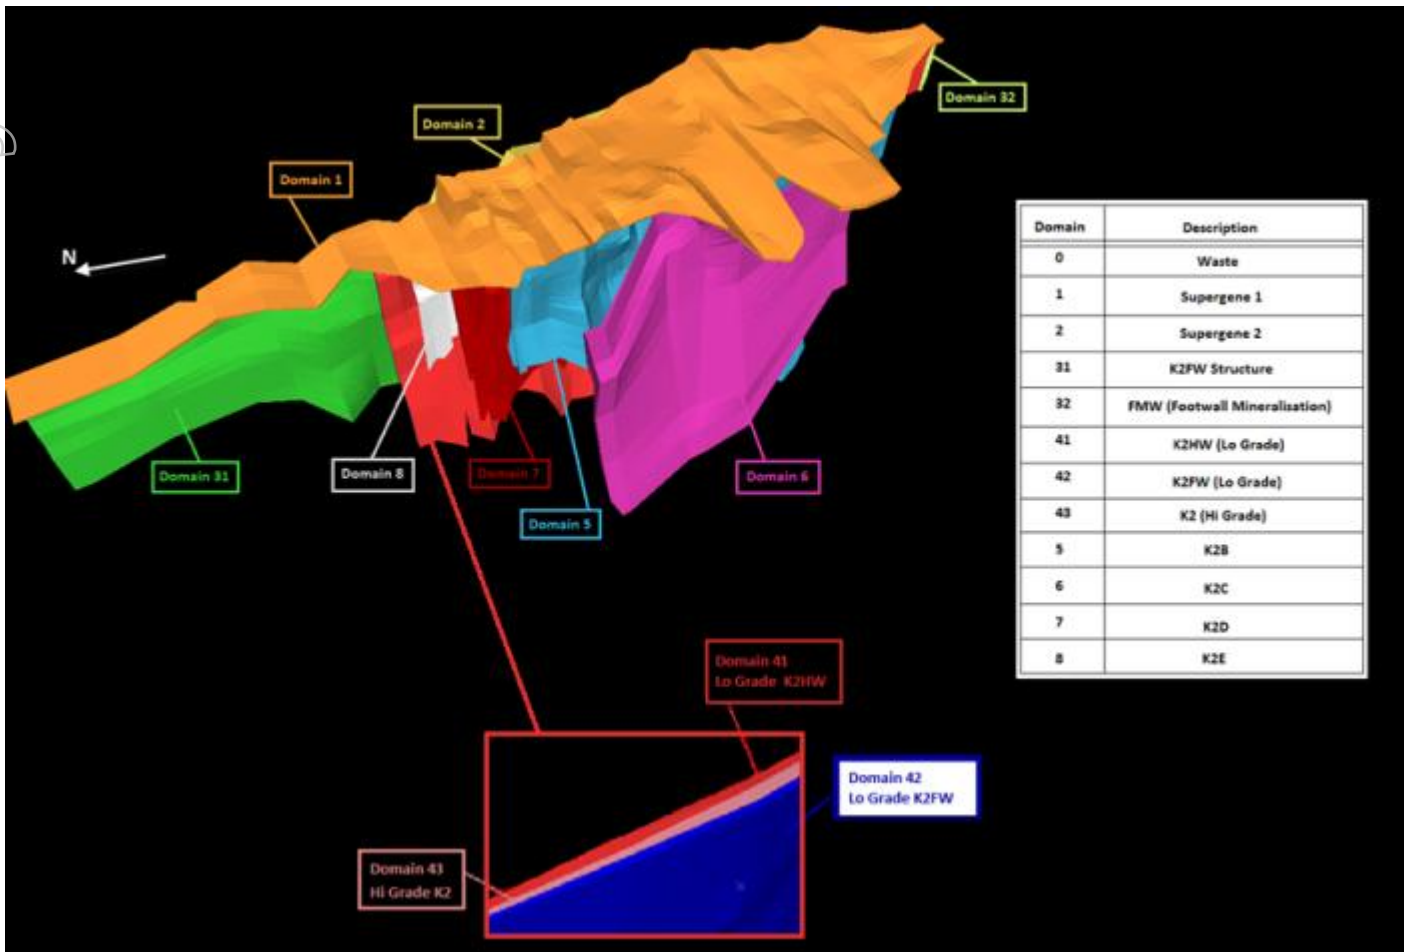 Domain 32
Domain 2
Domain 1
N
Domain 31
Domain 8
Domain 7
Domain 6
Domain 5
Domain Description
0 Waste
1 Supergene 1
2 Supergene 2
31 K2FW Structure
32 FMW (Footwall Mineralisation)
41 K2HW (Lo Grade)
42 K2FW (Lo Grade)
43 K2 (Hi Grade)
5 K2B
6 K2C
7 K2D
8 K2E
Domain 41
Lo Grade K2HW
Domain 42
Lo Grade K2FW
Domain 43
Hi Grade K2